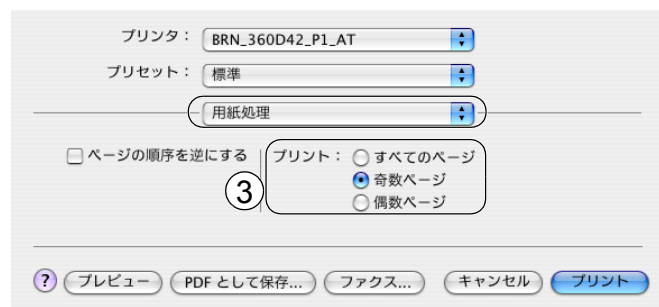 プリンタ： BRN_360D42_P1_AT
プリセット： 標準
用紙処理
ページの順序を逆にする プリント： すべてのページ
奇数ページ
偶数ページ
3
? プレビュー PDF として保存... ファクス... キャンセル プリント